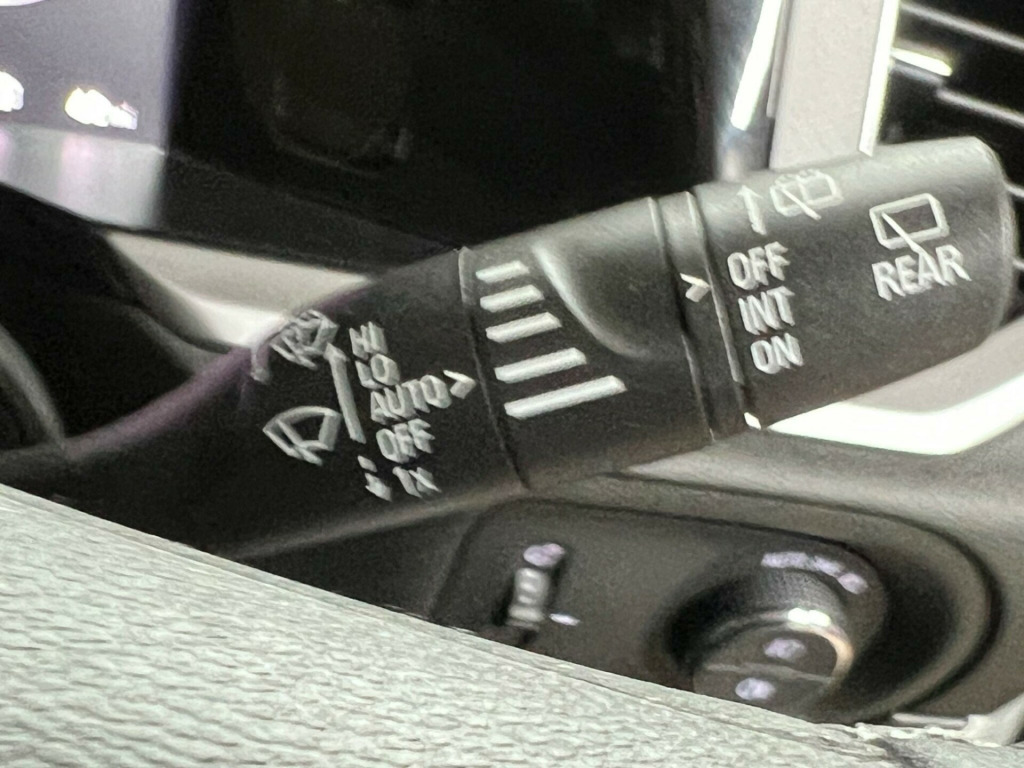 HI
LO
AUTO
OFF
1X
OFF
INT
ON
REAR